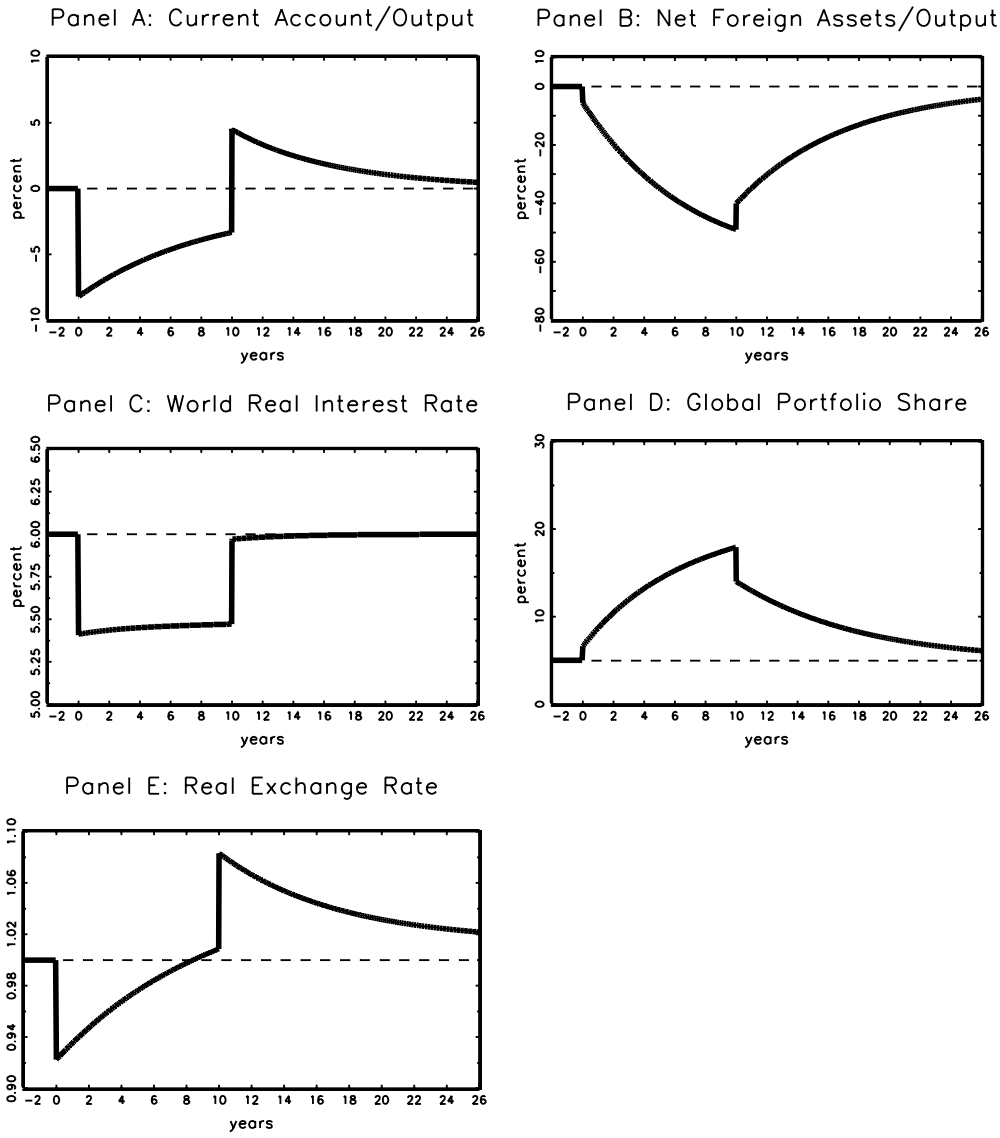 Panel A: Current Account/Output
percent
10
5
0
-5
-10
-2 0 2 4 6 8 10 12 14 16 18 20 22 24 26
years
Panel B: Net Foreign Assets/Output
percent
10
0
-20
-40
-60
-80
-2 0 2 4 6 8 10 12 14 16 18 20 22 24 26
years
Panel C: World Real Interest Rate
percent
6.50
6.25
6.00
5.75
5.50
5.25
5.00
-2 0 2 4 6 8 10 12 14 16 18 20 22 24 26
years
Panel D: Global Portfolio Share
percent
30
20
10
0
-2 0 2 4 6 8 10 12 14 16 18 20 22 24 26
years
Panel E: Real Exchange Rate
1.10
1.06
1.02
0.98
0.94
0.90
-2 0 2 4 6 8 10 12 14 16 18 20 22 24 26
years